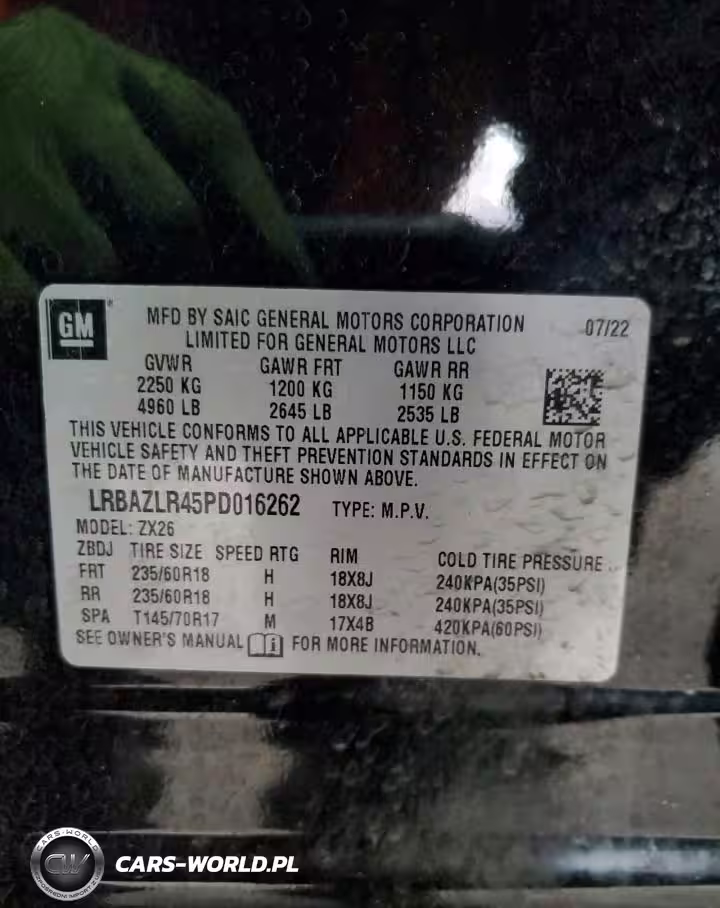 GM
MFD BY SAIC GENERAL MOTORS CORPORATION 07/22
LIMITED FOR GENERAL MOTORS LLC
GVWR GAWR FRT GAWR RR
2250 KG 1200 KG 1150 KG
4960 LB 2645 LB 2535 LB
THIS VEHICLE CONFORMS TO ALL APPLICABLE U.S. FEDERAL MOTOR
VEHICLE SAFETY AND THEFT PREVENTION STANDARDS IN EFFECT ON
THE DATE OF MANUFACTURE SHOWN ABOVE.
LRBAZLR45PD016262 TYPE: M.P.V.
MODEL: ZX26
ZBDJ TIRE SIZE SPEED RTG RIM COLD TIRE PRESSURE
FRT 235/60R18 H 18X8J 240KPA(35PSI)
RR 235/60R18 H 18X8J 240KPA(35PSI)
SPA T145/70R17 M 17X4B 420KPA(60PSI)
SEE OWNER'S MANUAL FOR MORE INFORMATION.
CARS-WORLD
CW
CARS-WORLD.PL